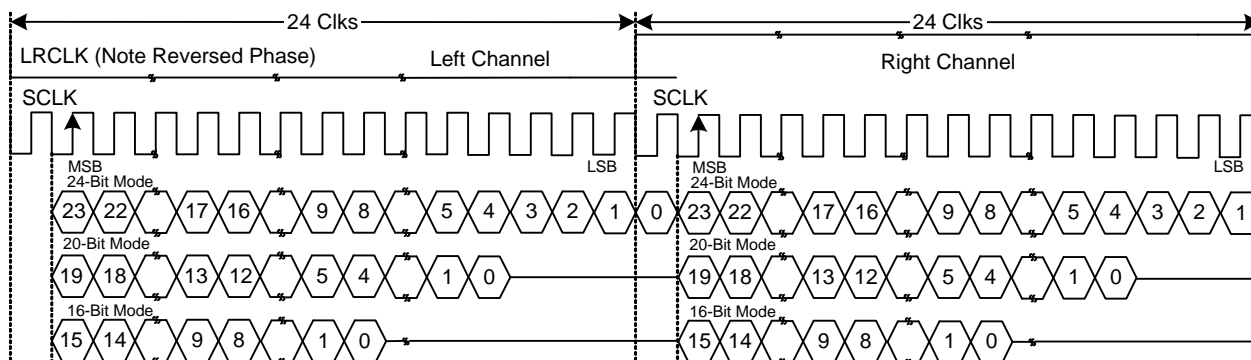 24 Clks 24 Clks
LRCLK (Note Reversed Phase) Left Channel Right Channel
SCLK SCLK
MSB LSB MSB LSB
24-Bit Mode 24-Bit Mode
23 22 17 16 9 8 5 4 3 2 1 0 23 22 17 16 9 8 5 4 3 2 1
20-Bit Mode 20-Bit Mode
19 18 13 12 5 4 1 0 19 18 13 12 5 4 1 0
16-Bit Mode 16-Bit Mode
15 14 9 8 1 0 15 14 9 8 1 0